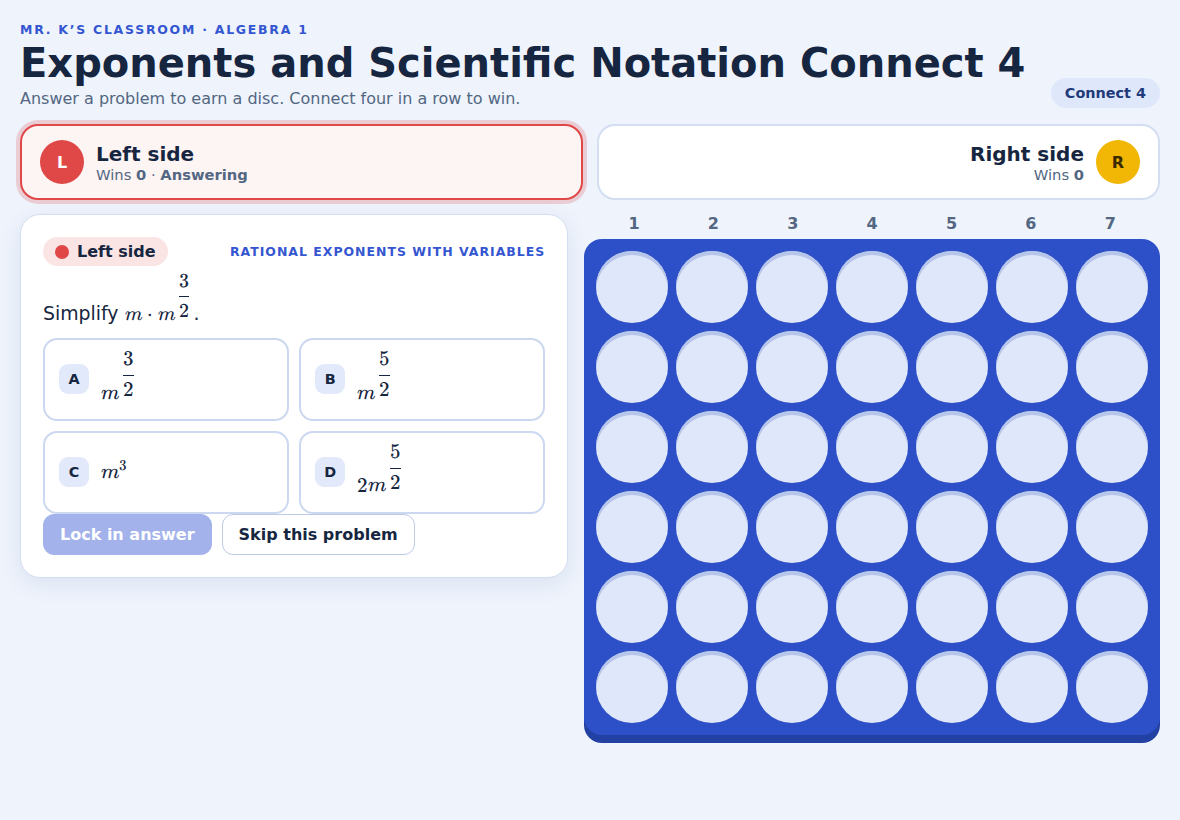 MR. K’S CLASSROOM · ALGEBRA 1
Exponents and Scientific Notation Connect 4
Answer a problem to earn a disc. Connect four in a row to win.
Connect 4
L
Left side
Wins 0 · Answering
Right side
Wins 0
R
Left side
RATIONAL EXPONENTS WITH VARIABLES
Simplify m · m^(3/2).
A m^(3/2)
B m^(5/2)
C m³
D 2m^(5/2)
Lock in answer
Skip this problem
1 2 3 4 5 6 7